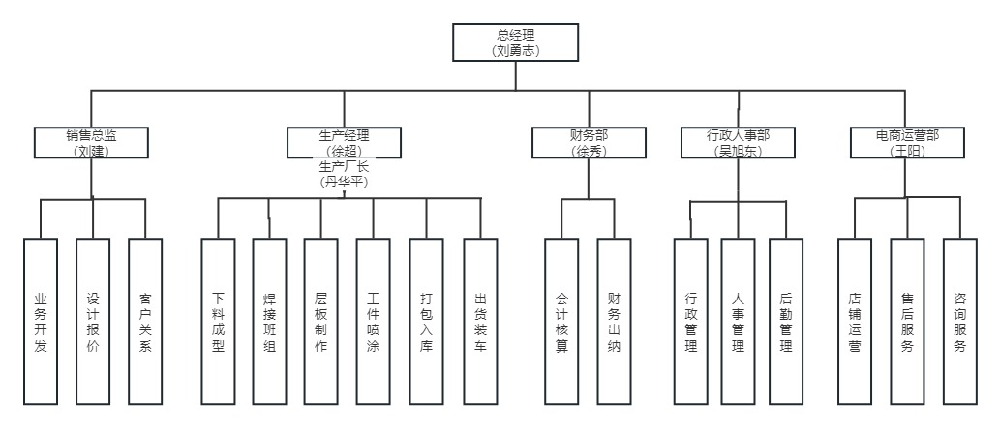 总经理
（刘勇志）
销售总监
（刘建）
生产经理
（徐超）
生产厂长
（丹华平）
财务部
（徐秀）
行政人事部
（吴旭东）
电商运营部
（王阳）
业务开发
设计报价
客户关系
下料成型
焊接班组
层板制作
工件喷涂
打包入库
出货装车
会计核算
财务出纳
行政管理
人事管理
后勤管理
店铺运营
售后服务
咨询服务